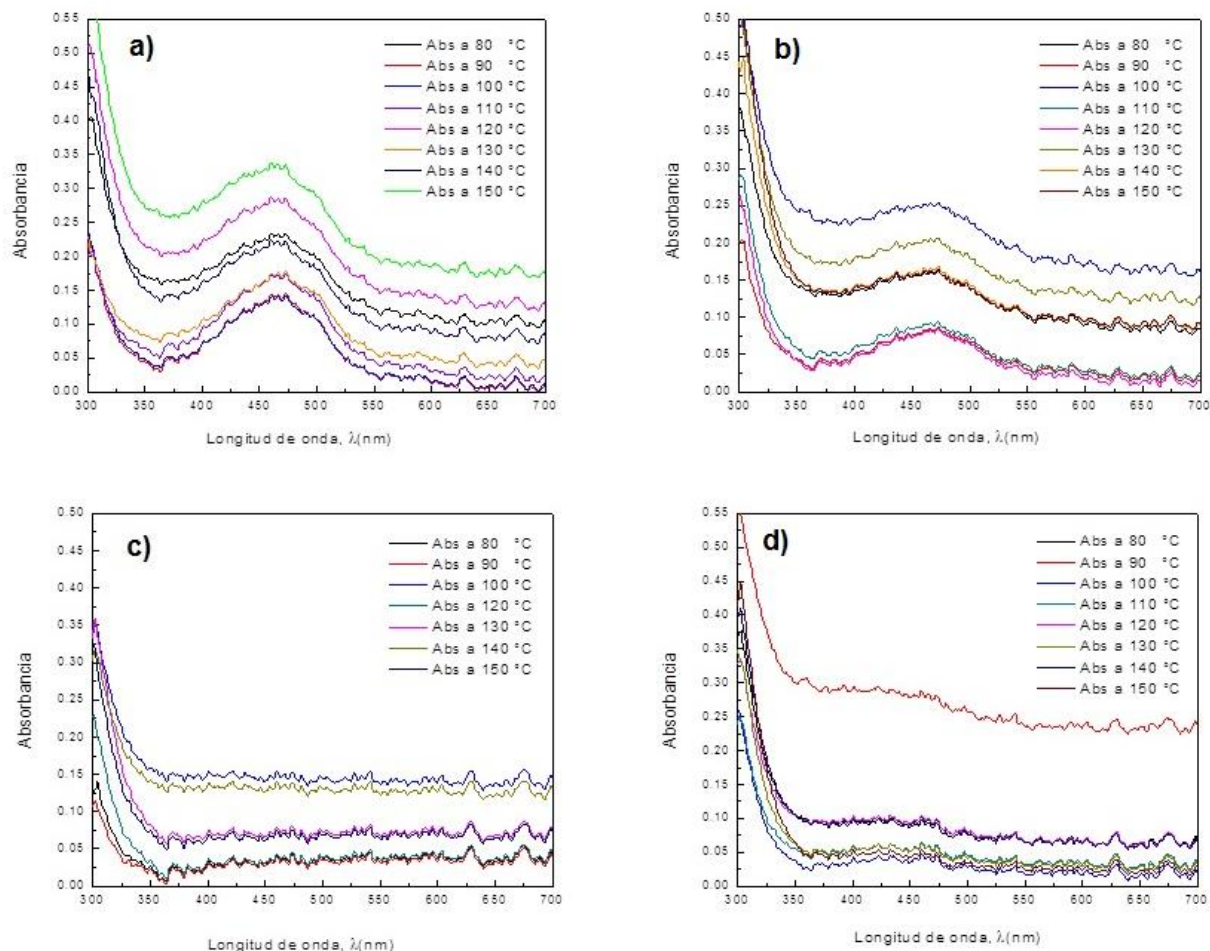 a)
Abs a 80 °C
Abs a 90 °C
Abs a 100 °C
Abs a 110 °C
Abs a 120 °C
Abs a 130 °C
Abs a 140 °C
Abs a 150 °C
0.55
0.50
0.45
0.40
0.35
0.30
0.25
0.20
0.15
0.10
0.05
0.00
Absorbancia
300 350 400 450 500 550 600 650 700
Longitud de onda, λ(nm)
b)
Abs a 80 °C
Abs a 90 °C
Abs a 100 °C
Abs a 110 °C
Abs a 120 °C
Abs a 130 °C
Abs a 140 °C
Abs a 150 °C
0.50
0.45
0.40
0.35
0.30
0.25
0.20
0.15
0.10
0.05
0.00
Absorbancia
300 350 400 450 500 550 600 650 700
Longitud de onda, λ(nm)
c)
Abs a 80 °C
Abs a 90 °C
Abs a 100 °C
Abs a 120 °C
Abs a 130 °C
Abs a 140 °C
Abs a 150 °C
0.50
0.45
0.40
0.35
0.30
0.25
0.20
0.15
0.10
0.05
0.00
Absorbancia
300 350 400 450 500 550 600 650 700
Longitud de onda, λ(nm)
d)
Abs a 80 °C
Abs a 90 °C
Abs a 100 °C
Abs a 110 °C
Abs a 120 °C
Abs a 130 °C
Abs a 140 °C
Abs a 150 °C
0.55
0.50
0.45
0.40
0.35
0.30
0.25
0.20
0.15
0.10
0.05
0.00
Absorbancia
300 350 400 450 500 550 600 650 700
Longitud de onda, λ(nm)